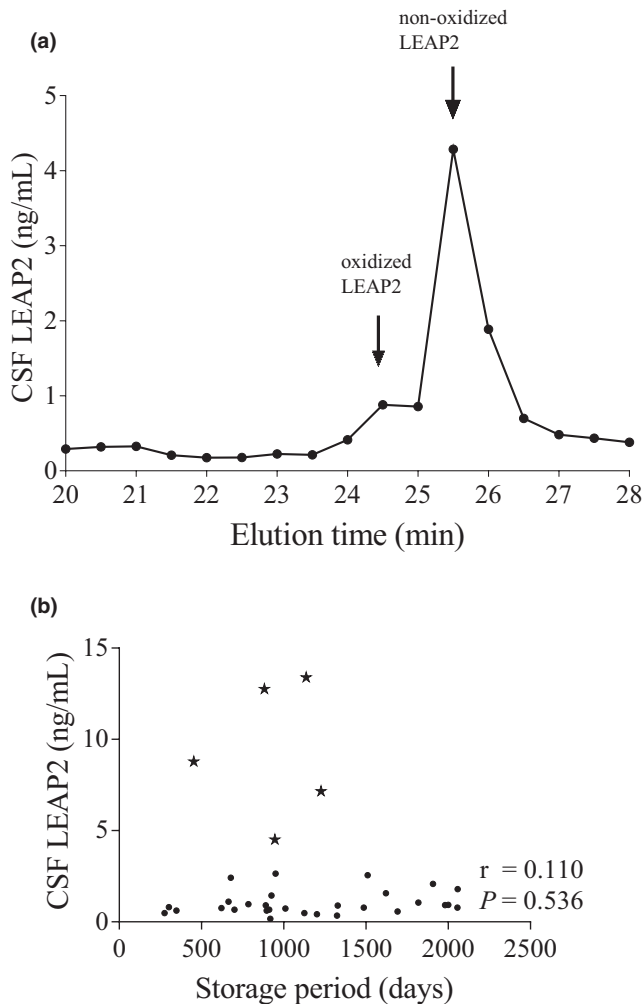 (a)
non-oxidized
LEAP2
oxidized
LEAP2
CSF LEAP2 (ng/mL)
5
4
3
2
1
0
20 21 22 23 24 25 26 27 28
Elution time (min)
(b)
CSF LEAP2 (ng/mL)
15
10
5
0
r = 0.110
P = 0.536
0 500 1000 1500 2000 2500
Storage period (days)